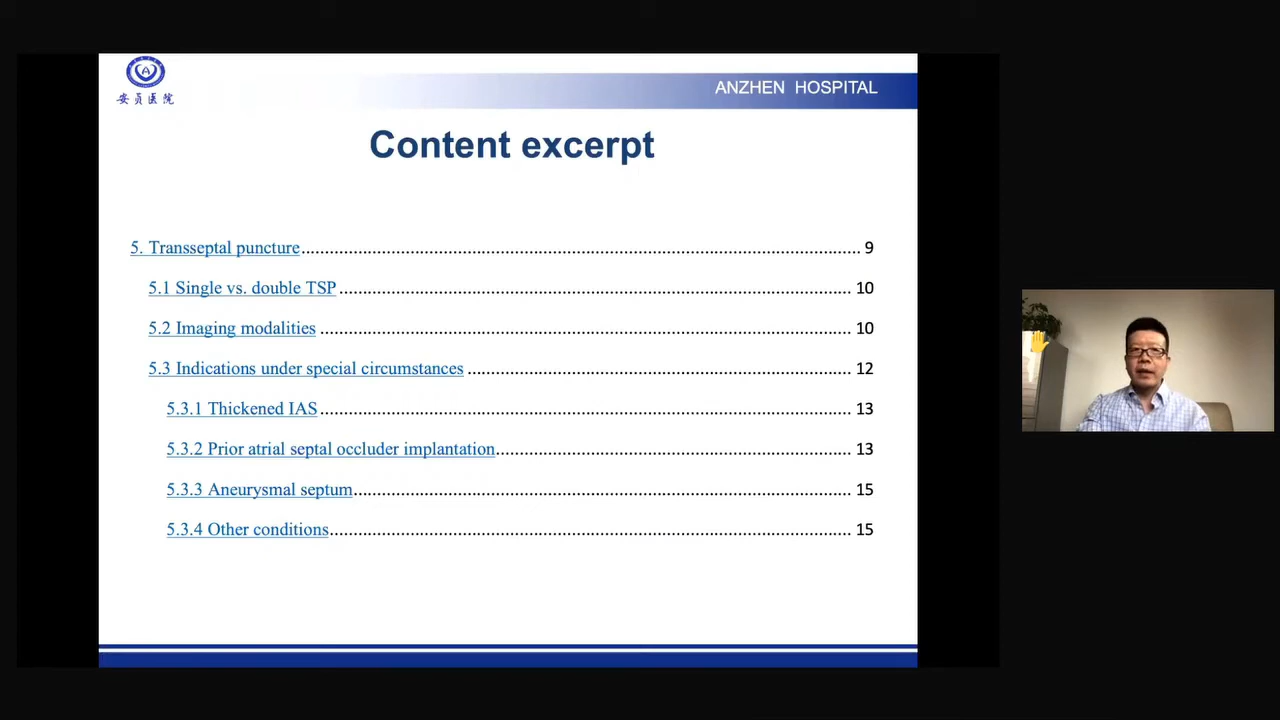 安贞医院
ANZHEN HOSPITAL
Content excerpt
5. Transseptal puncture 9
5.1 Single vs. double TSP 10
5.2 Imaging modalities 10
5.3 Indications under special circumstances 12
5.3.1 Thickened IAS 13
5.3.2 Prior atrial septal occluder implantation 13
5.3.3 Aneurysmal septum 15
5.3.4 Other conditions 15